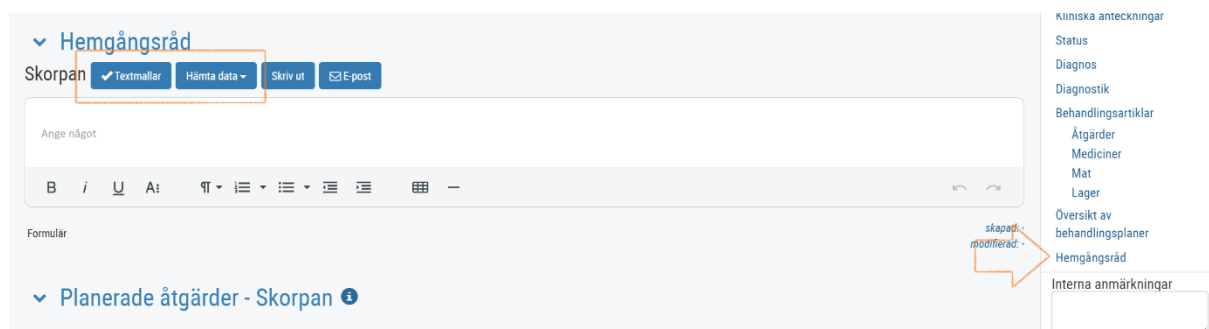 Hemgångsråd
Skorpan Textmallar Hämta data Skriv ut E-post
Ange något
B i U A
Formulär
skapad: -
modifierad: -
Planerade åtgärder - Skorpan
Kliniska anteckningar
Status
Diagnos
Diagnostik
Behandlingsartiklar
Åtgärder
Mediciner
Mat
Lager
Översikt av
behandlingsplaner
Hemgångsråd
Interna anmärkningar